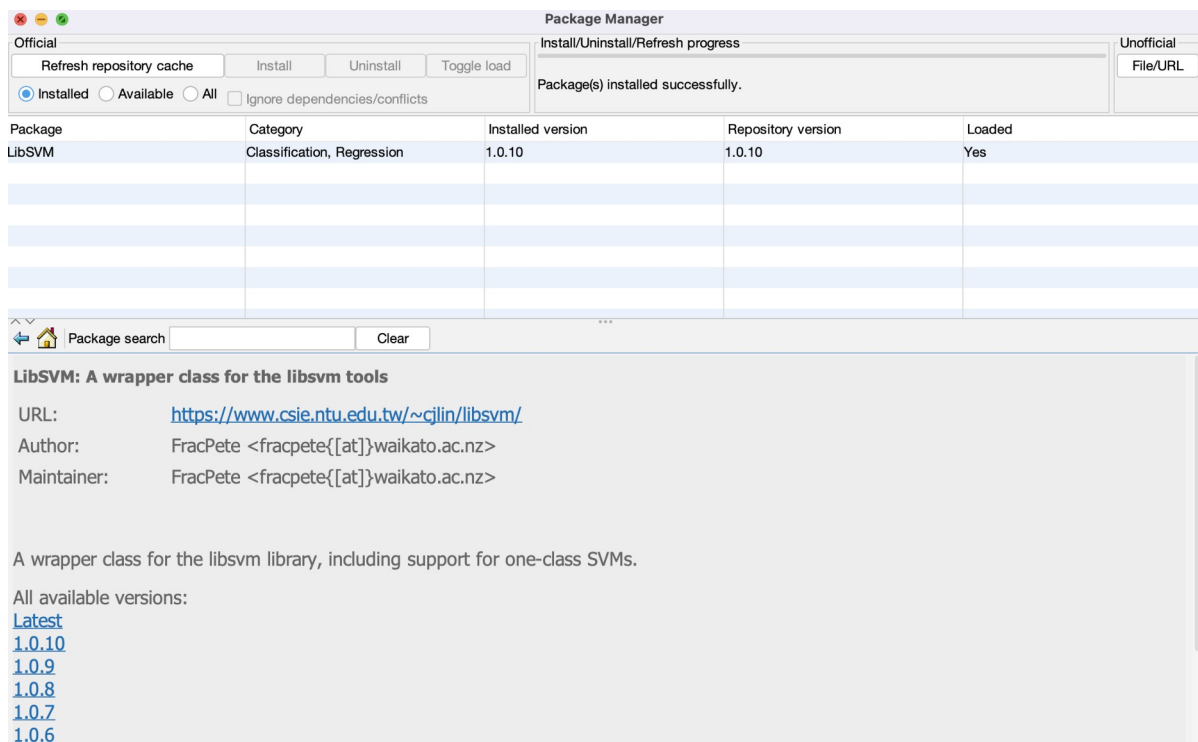 Package Manager
Official
Install/Uninstall/Refresh progress
Unofficial
Refresh repository cache
Install
Uninstall
Toggle load
File/URL
Installed
Available
All
Ignore dependencies/conflicts
Package(s) installed successfully.
Package Category Installed version Repository version Loaded
LibSVM Classification, Regression 1.0.10 1.0.10 Yes
Package search
Clear
LibSVM: A wrapper class for the libsvm tools
URL: https://www.csie.ntu.edu.tw/~cjlin/libsvm/
Author: FracPete <fracpete{[at]}waikato.ac.nz>
Maintainer: FracPete <fracpete{[at]}waikato.ac.nz>
A wrapper class for the libsvm library, including support for one-class SVMs.
All available versions:
Latest
1.0.10
1.0.9
1.0.8
1.0.7
1.0.6